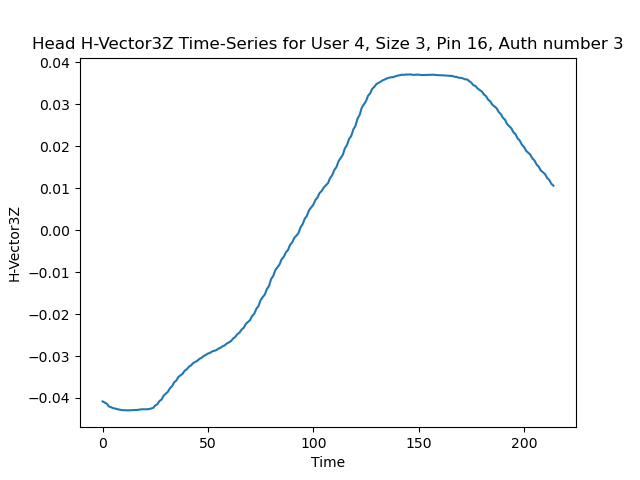 Head H-Vector3Z Time-Series for User 4, Size 3, Pin 16, Auth number 3
0.04
0.03
0.02
0.01
0.00
−0.01
−0.02
−0.03
−0.04
H-Vector3Z
0 50 100 150 200
Time